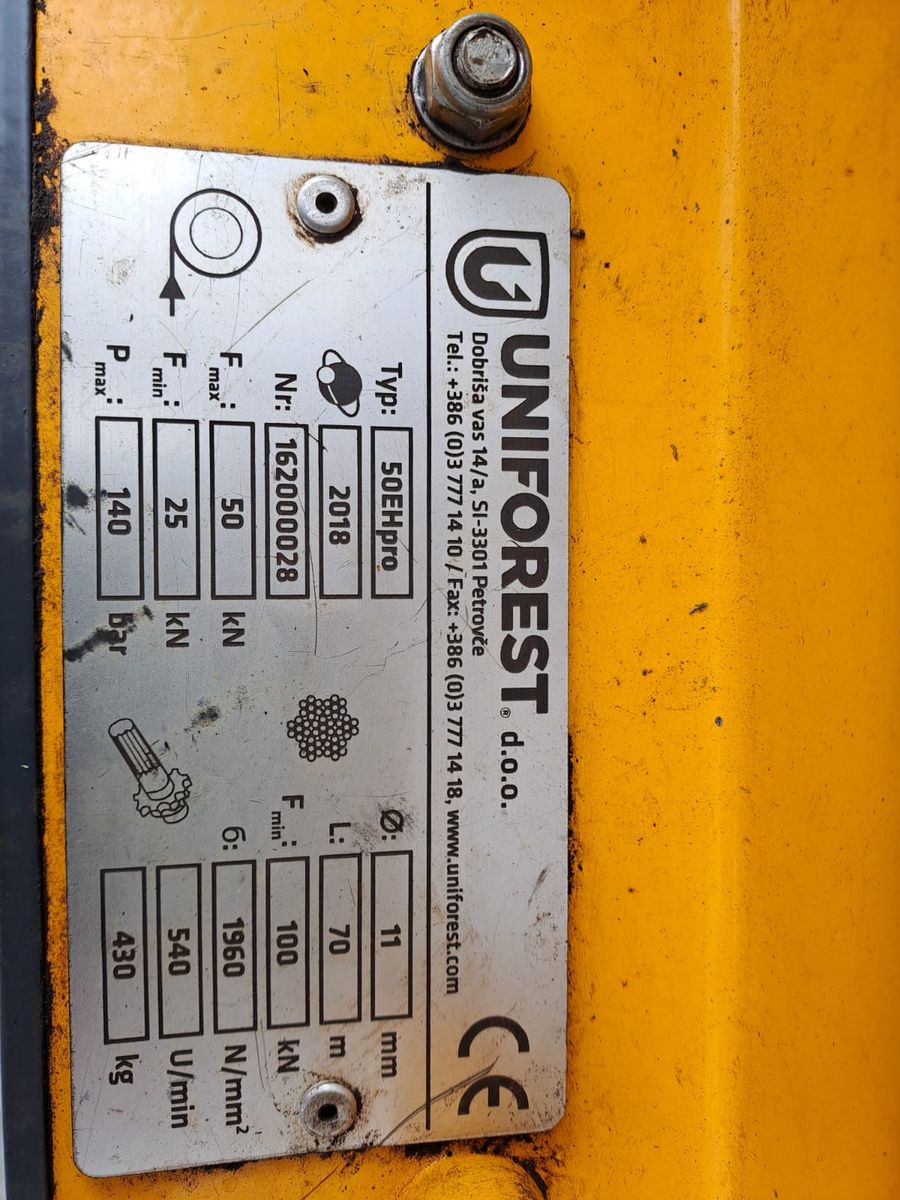 UNIFOREST® d.o.o.
Dobriša vas 14/a, SI-3301 Petrovče
Tel.: +386 (0)3 777 14 10 / Fax: +386 (0)3 777 14 18, www.uniforest.com
CE
Typ: 50EHpro
2018
Nr: 162000028
Fmax: 50 kN
Fmin: 25 kN
Pmax: 140 bar
Ø: 11 mm
L: 70 m
Fmin: 100 kN
б: 1960 N/mm²
540 U/min
430 kg